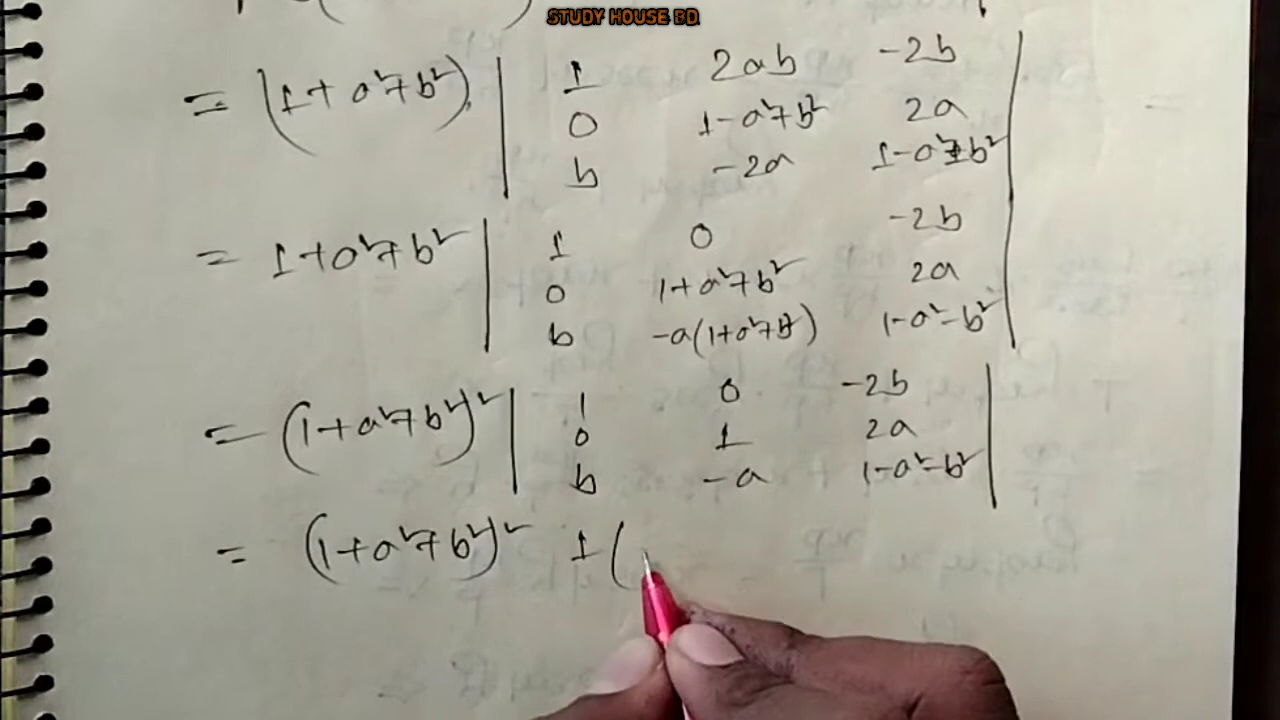 STUDY HOUSE BD
= (1+a²+b²) | 1 2ab -2b |
| 0 1-a²+b² 2a |
| b -2a 1-a²±b² |
= 1+a²+b² | 1 0 -2b |
| 0 1+a²+b² 2a |
| b -a(1+a²+b²) 1-a²-b² |
= (1+a²+b²)² | 1 0 -2b |
| 0 1 2a |
| b -a 1-a²-b² |
= (1+a²+b²)² 1(